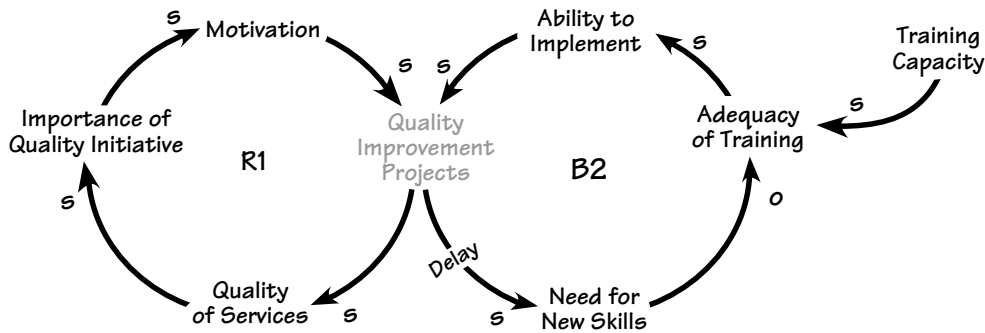 s
Motivation
s
Ability to
Implement
s
s
Training
Capacity
s
Importance of
Quality Initiative
R1
Quality
Improvement
Projects
B2
Adequacy
of Training
s
o
Delay
Quality
of Services
s
s
Need for
New Skills